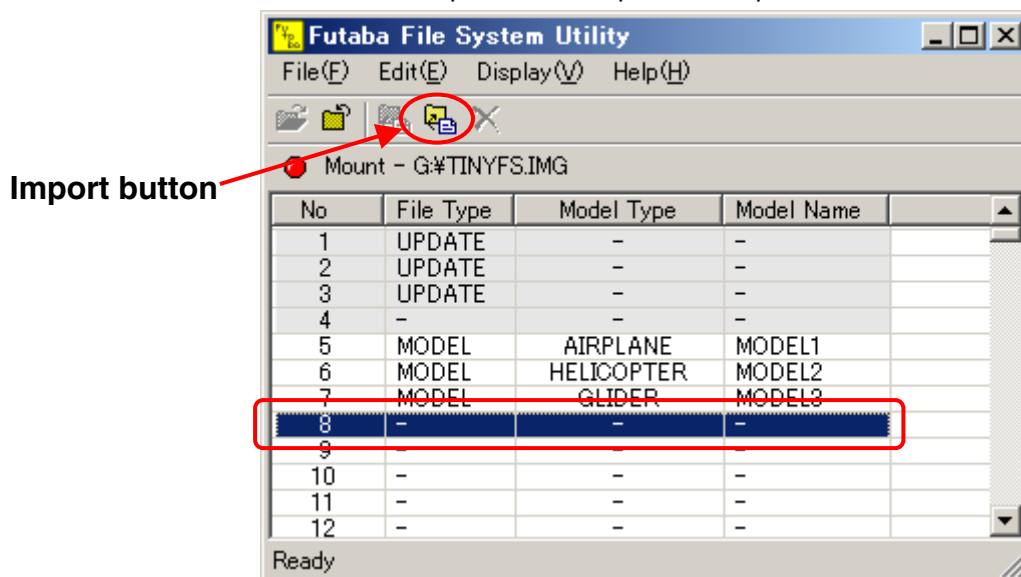 Futaba File System Utility
File(F) Edit(E) Display(V) Help(H)
Mount - G:¥TINYFS.IMG
Import button
No File Type Model Type Model Name
1 UPDATE - -
2 UPDATE - -
3 UPDATE - -
4 - - -
5 MODEL AIRPLANE MODEL1
6 MODEL HELICOPTER MODEL2
7 MODEL GLIDER MODEL3
8 - - -
9 - - -
10 - - -
11 - - -
12 - - -
Ready